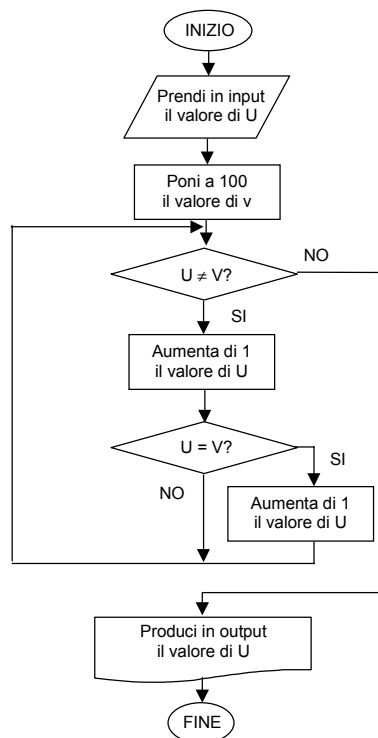 INIZIO
Prendi in input
il valore di U
Poni a 100
il valore di v
U ≠ V?
NO
SI
Aumenta di 1
il valore di U
U = V?
SI
NO
Aumenta di 1
il valore di U
Produci in output
il valore di U
FINE